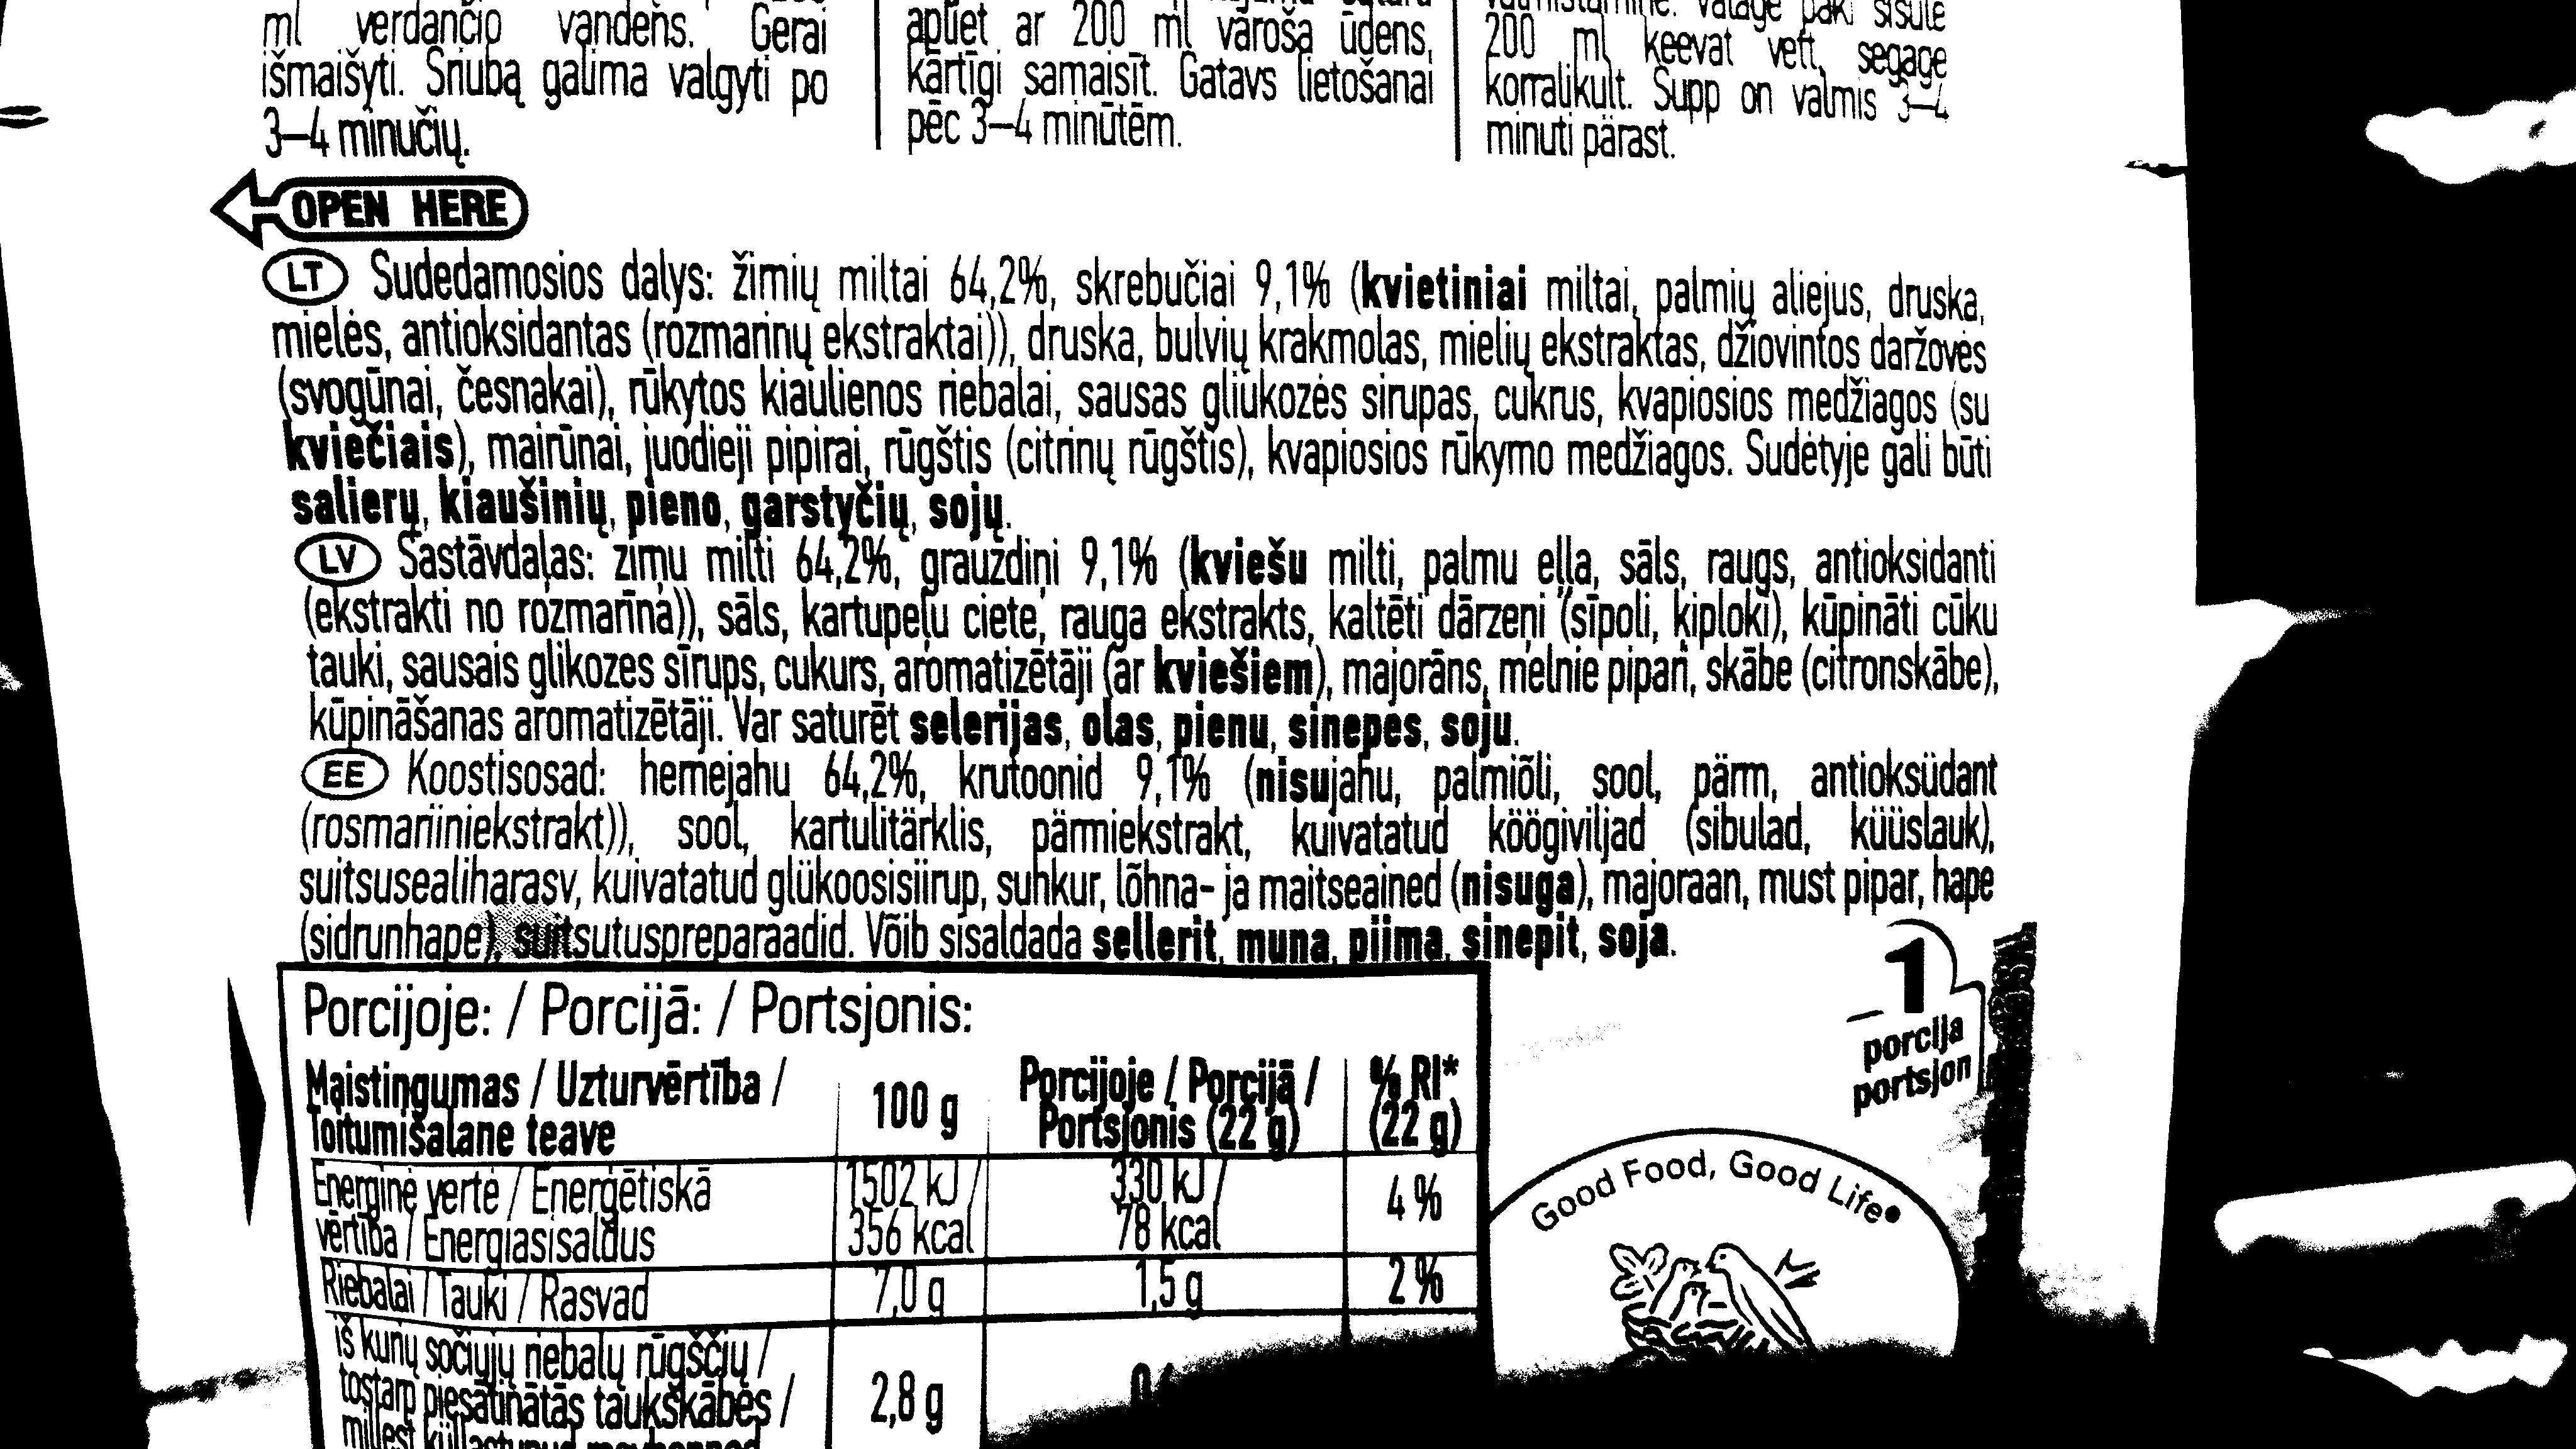 ml verdančio vandens. Gerai
išmaišyti. Sriubą galima valgyti po
3–4 minučių.
apliet ar 200 ml vāroša ūdens,
kārtīgi samaisīt. Gatavs lietošanai
pēc 3–4 minūtēm.
valmistamine: Valage paki sisule
200 ml keevat vett, segage
korralikult. Supp on valmis 3–4
minuti pärast.
OPEN HERE
LT Sudedamosios dalys: žirnių miltai 64,2%, skrebučiai 9,1% (kvietiniai miltai, palmių aliejus, druska,
mielės, antioksidantas (rozmarinų ekstraktai)), druska, bulvių krakmolas, mielių ekstraktas, džiovintos daržovės
(svogūnai, česnakai), rūkytos kiaulienos riebalai, sausas gliukozės sirupas, cukrus, kvapiosios medžiagos (su
kviečiais), mairūnai, juodieji pipirai, rūgštis (citrinų rūgštis), kvapiosios rūkymo medžiagos. Sudėtyje gali būti
salierų, kiaušinių, pieno, garstyčių, sojų.
LV Sastāvdaļas: zirņu milti 64,2%, grauzdiņi 9,1% (kviešu milti, palmu eļļa, sāls, raugs, antioksidanti
(ekstrakti no rozmarīna)), sāls, kartupeļu ciete, rauga ekstrakts, kaltēti dārzeņi (sīpoli, ķiploki), kūpināti cūku
tauki, sausais glikozes sīrups, cukurs, aromatizētāji (ar kviešiem), majorāns, melnie pipari, skābe (citronskābe),
kūpināšanas aromatizētāji. Var saturēt selerijas, olas, pienu, sinepes, soju.
EE Koostisosad: hernejahu 64,2%, krutoonid 9,1% (nisujahu, palmiõli, sool, pärm, antioksüdant
(rosmariiniekstrakt)), sool, kartulitärklis, pärmiekstrakt, kuivatatud köögiviljad (sibulad, küüslauk),
suitsusealiharasv, kuivatatud glükoosisiirup, suhkur, lõhna- ja maitseained (nisuga), majoraan, must pipar, hape
(sidrunhape), suitsutuspreparaadid. Võib sisaldada sellerit, muna, piima, sinepit, soja.
Porcijoje: / Porcijā: / Portsjonis:
Maistingumas / Uzturvērtība / Toitumisalane teave
100 g
Porcijoje / Porcijā / Portsjonis (22 g)
% RI* (22 g)
Energinė vertė / Enerģētiskā
vērtība / Energiasisaldus
1502 kJ /
356 kcal
330 kJ /
78 kcal
4 %
Riebalai / Tauki / Rasvad
7,0 g
1,5 g
2 %
iš kurių sočiųjų riebalų rūgščių /
tostarp piesātinātās taukskābes /
millest küllastunud
2,8 g
1
porcija
portsjon
Good Food, Good Life